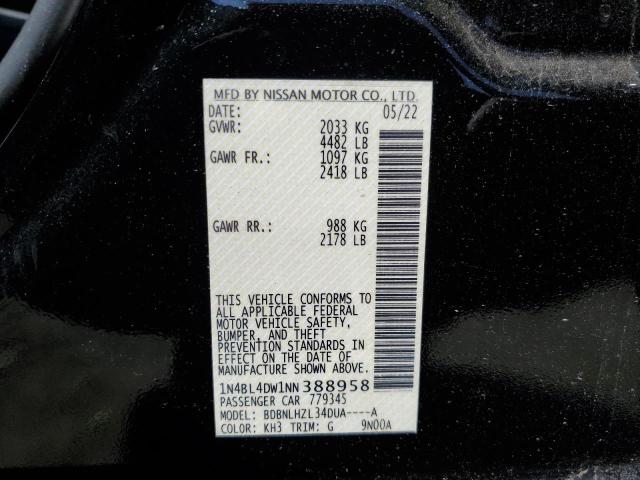 MFD BY NISSAN MOTOR CO., LTD.
DATE: 05/22
GVWR: 2033 KG
4482 LB
GAWR FR.: 1097 KG
2418 LB
GAWR RR.: 988 KG
2178 LB
THIS VEHICLE CONFORMS TO
ALL APPLICABLE FEDERAL
MOTOR VEHICLE SAFETY,
BUMPER, AND THEFT
PREVENTION STANDARDS IN
EFFECT ON THE DATE OF
MANUFACTURE SHOWN ABOVE.
1N4BL4DW1NN388958
PASSENGER CAR 779345
MODEL: BDBNLHZL34DUA----A
COLOR: KH3 TRIM: G 9N00A